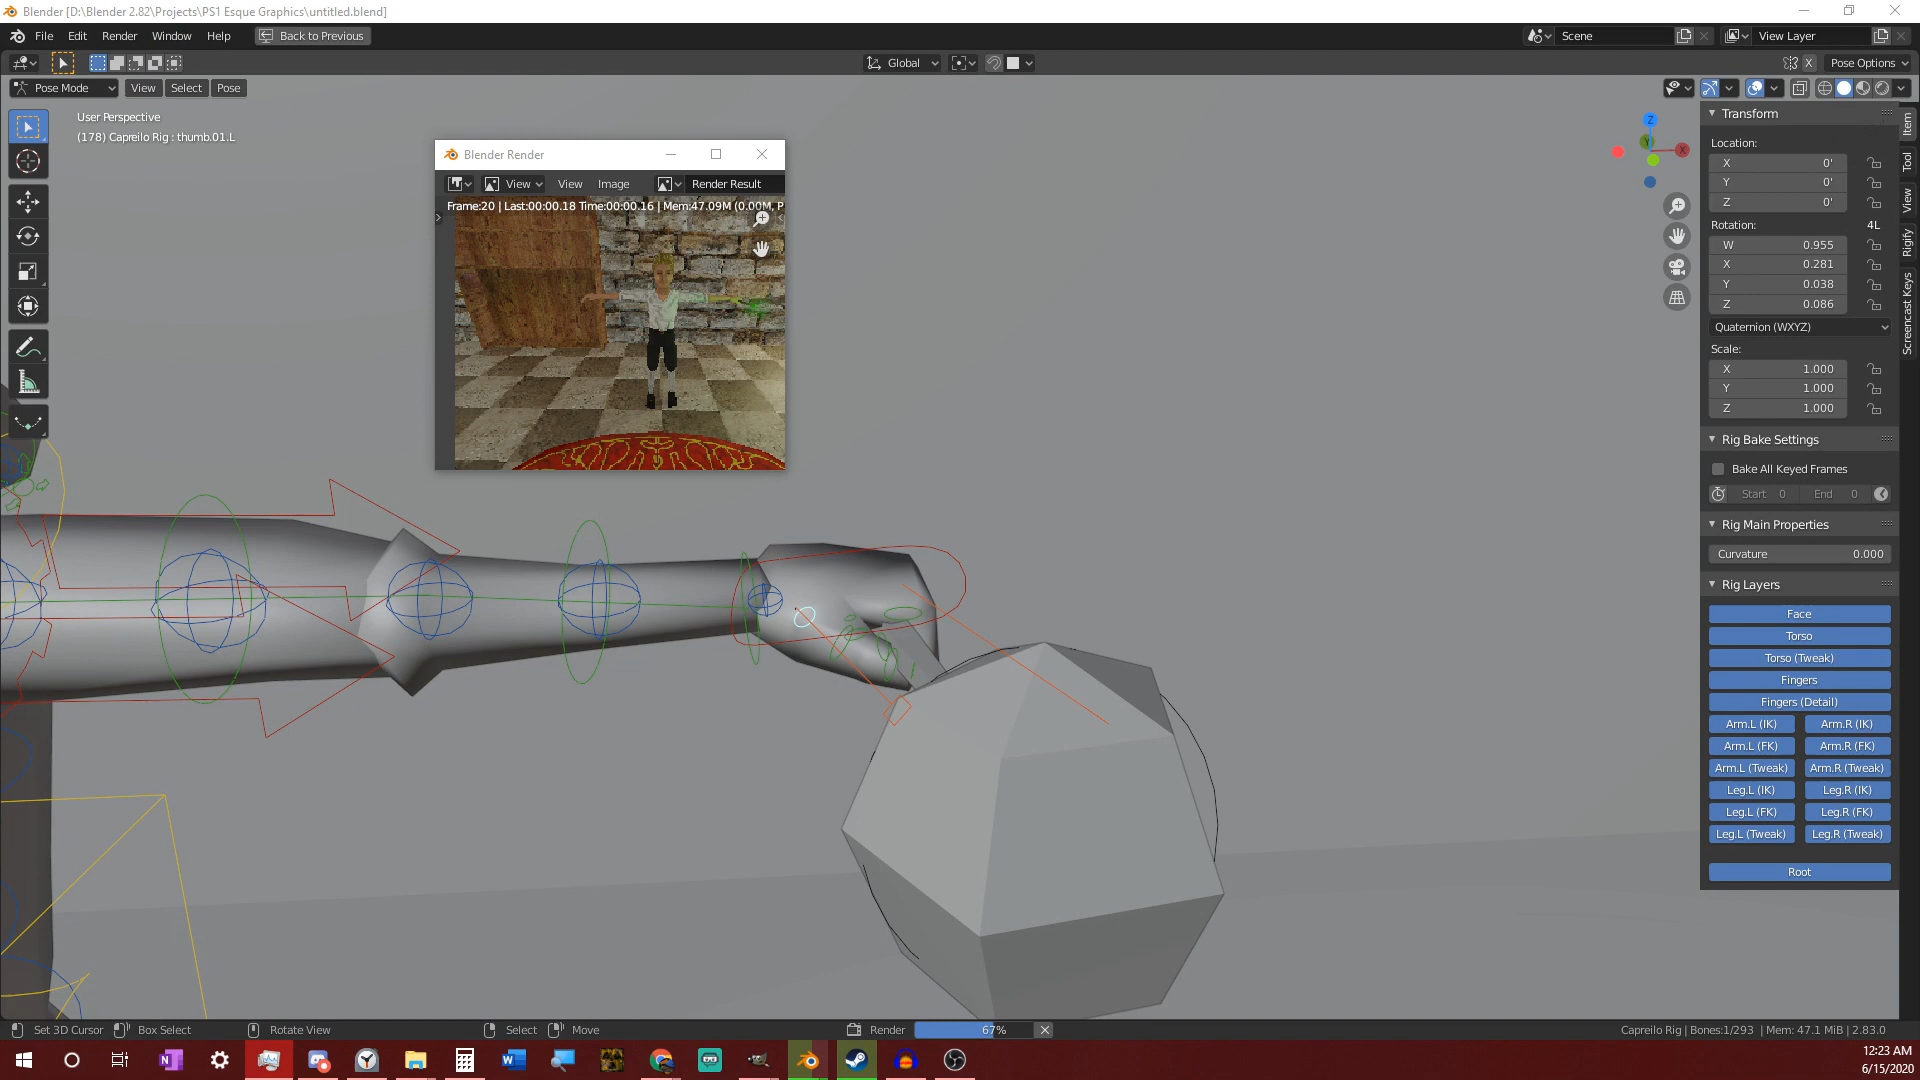 Blender [D:\Blender 2.82\Projects\PS1 Esque Graphics\untitled.blend]
File Edit Render Window Help Back to Previous
Scene View Layer
Global Pose Options
X
Pose Mode View Select Pose
User Perspective
(178) Capreilo Rig : thumb.01.L
Blender Render
View View Image Render Result
Frame:20 | Last:00:00.18 Time:00:00.16 | Mem:47.09M (0.00M, P
Z
Y
X
Transform
Location:
X 0'
Y 0'
Z 0'
Rotation: 4L
W 0.955
X 0.281
Y 0.038
Z 0.086
Quaternion (WXYZ)
Scale:
X 1.000
Y 1.000
Z 1.000
Rig Bake Settings
Bake All Keyed Frames
Start 0 End 0
Rig Main Properties
Curvature 0.000
Rig Layers
Face
Torso
Torso (Tweak)
Fingers
Fingers (Detail)
Arm.L (IK) Arm.R (IK)
Arm.L (FK) Arm.R (FK)
Arm.L (Tweak) Arm.R (Tweak)
Leg.L (IK) Leg.R (IK)
Leg.L (FK) Leg.R (FK)
Leg.L (Tweak) Leg.R (Tweak)
Root
Item
Tool
View
Rigify
Screencast Keys
Set 3D Cursor Box Select Rotate View Select Move Render 67% Capreilo Rig | Bones:1/293 | Mem: 47.1 MiB | 2.83.0
12:23 AM
6/15/2020